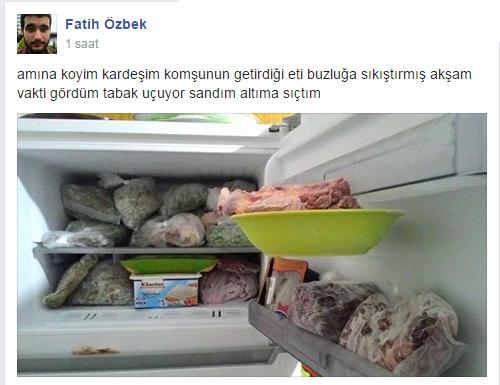 Fatih Özbek
1 saat
amına koyim kardeşim komşunun getirdiği eti buzluğa sıkıştırmış akşam
vakti gördüm tabak uçuyor sandım altıma sıçtım